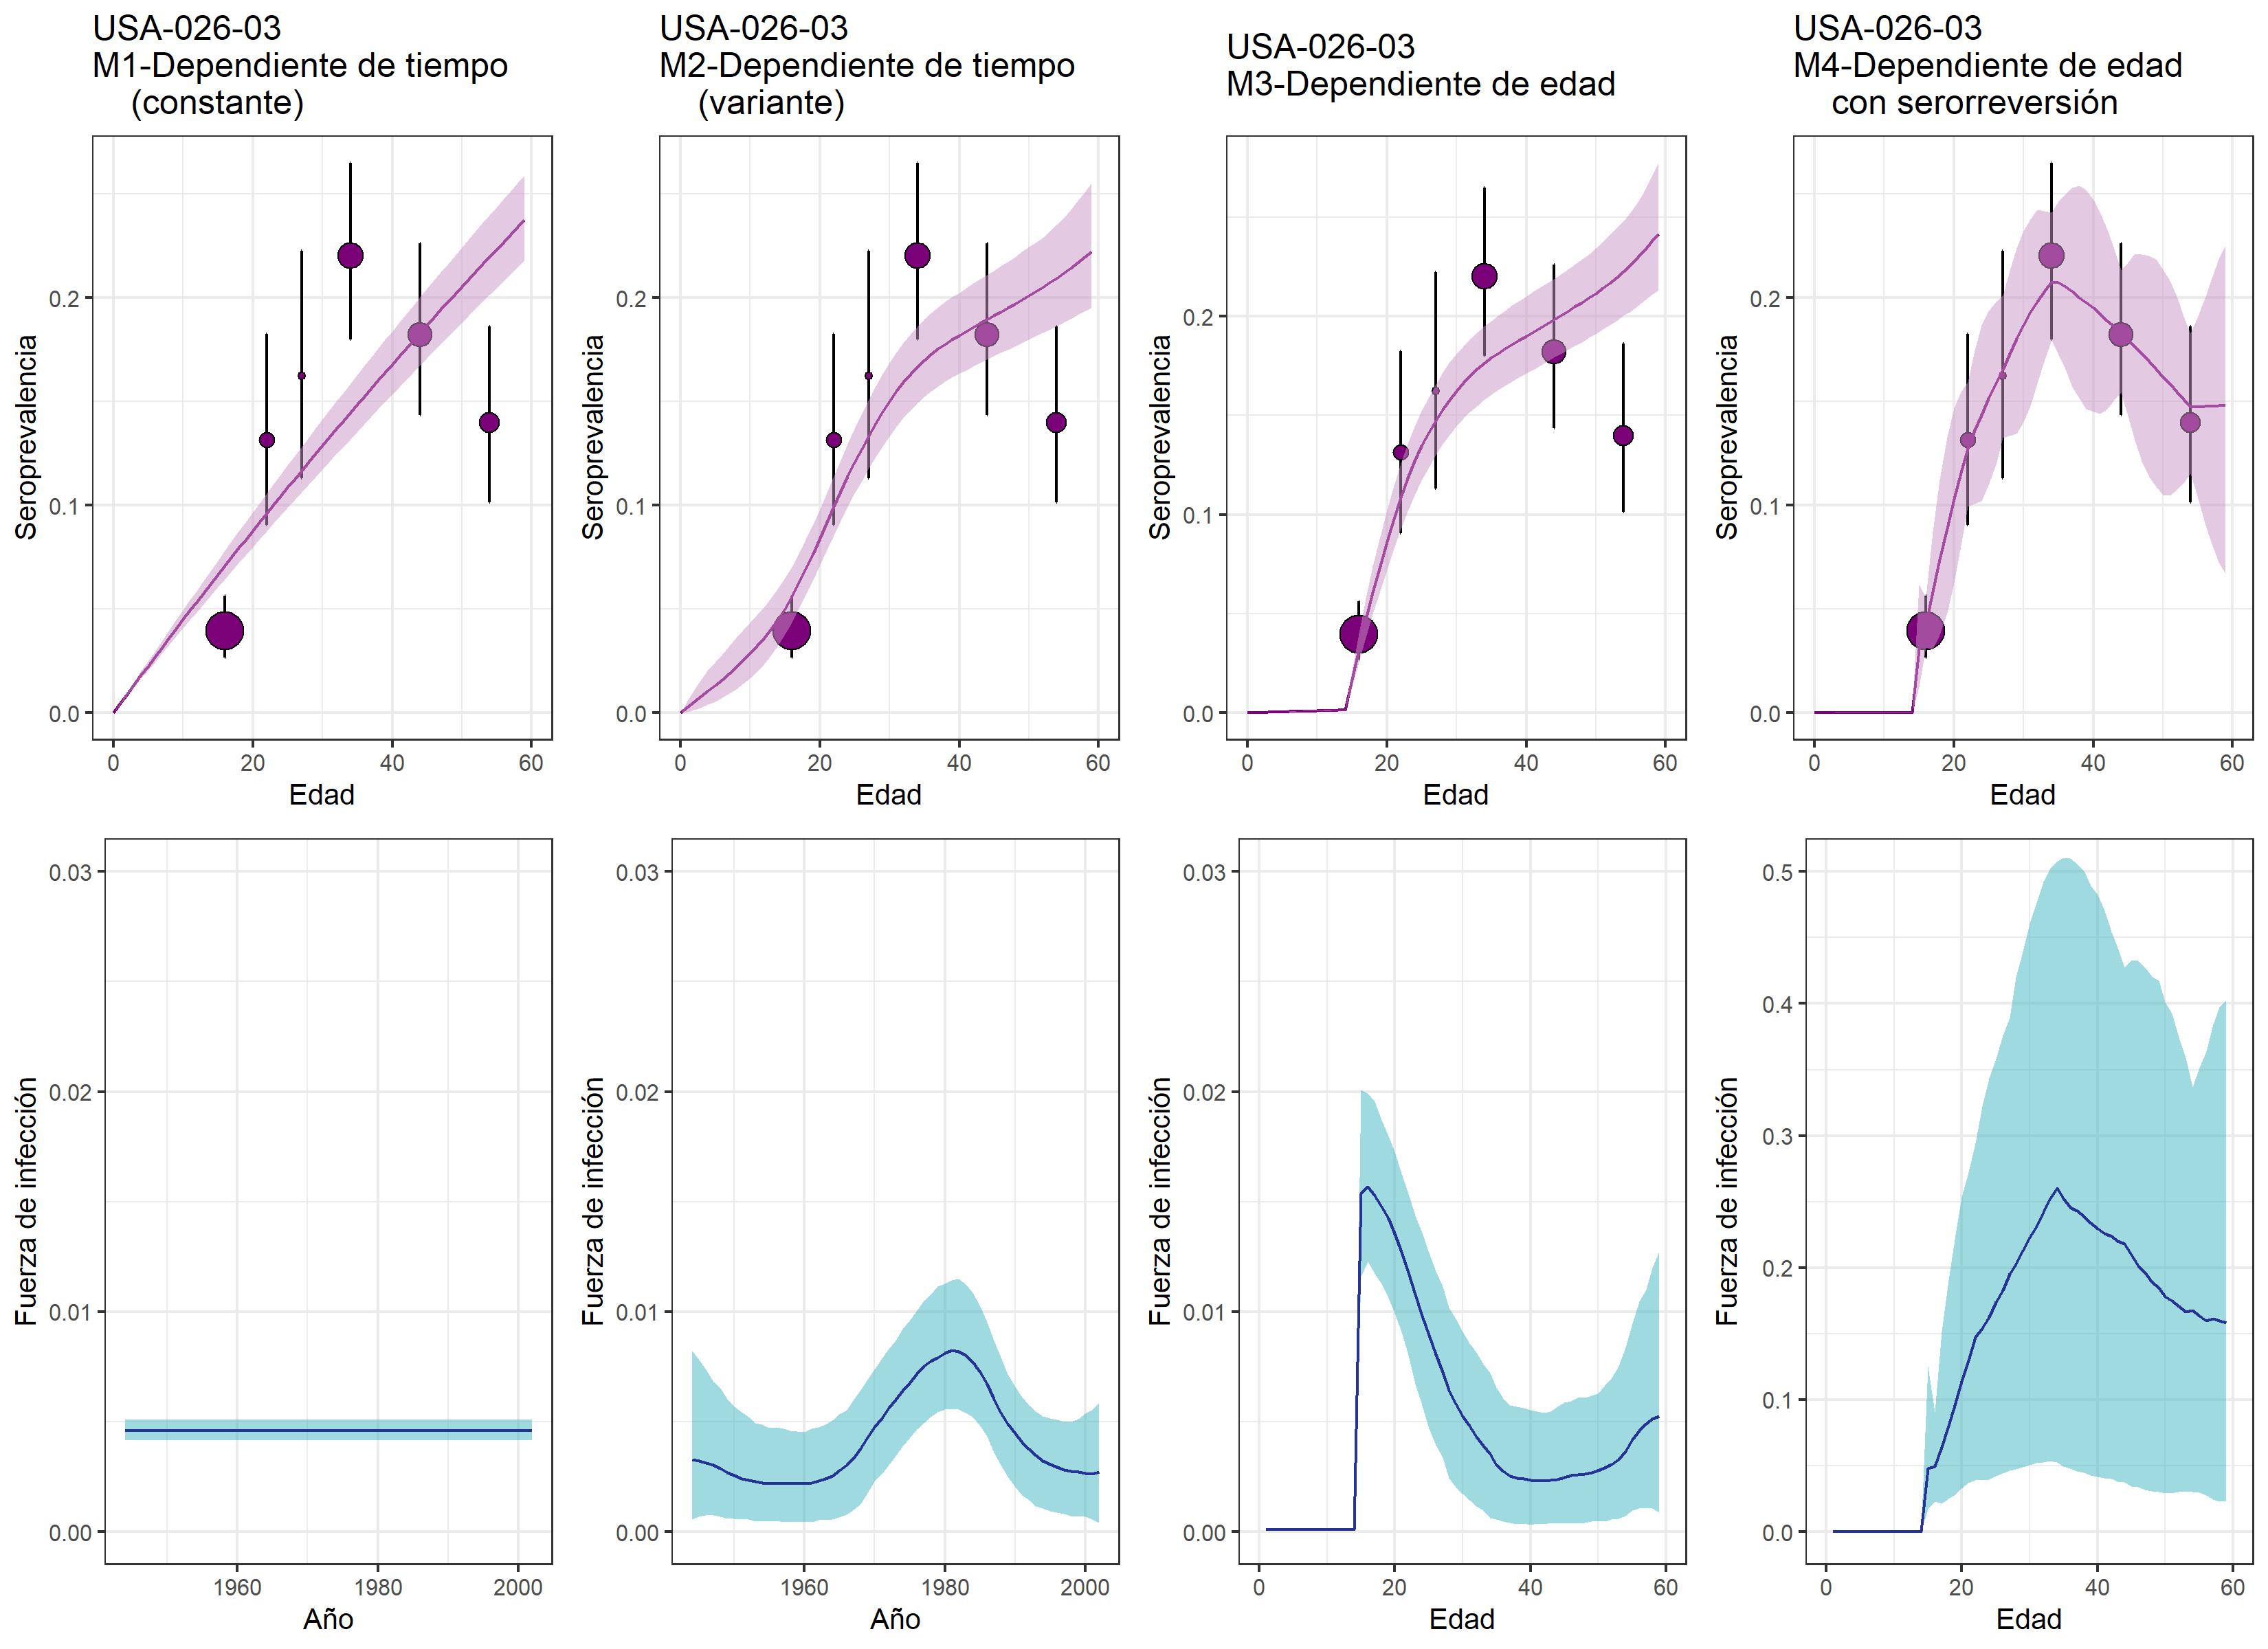 USA-026-03
M1-Dependiente de tiempo
(constante)
USA-026-03
M2-Dependiente de tiempo
(variante)
USA-026-03
M3-Dependiente de edad
USA-026-03
M4-Dependiente de edad
con serorreversión
Seroprevalencia
0.2
0.1
0.0
0 20 40 60
Edad
Seroprevalencia
0.2
0.1
0.0
0 20 40 60
Edad
Seroprevalencia
0.2
0.1
0.0
0 20 40 60
Edad
Seroprevalencia
0.2
0.1
0.0
0 20 40 60
Edad
Fuerza de infección
0.03
0.02
0.01
0.00
1960 1980 2000
Año
Fuerza de infección
0.03
0.02
0.01
0.00
1960 1980 2000
Año
Fuerza de infección
0.03
0.02
0.01
0.00
0 20 40 60
Edad
Fuerza de infección
0.5
0.4
0.3
0.2
0.1
0.0
0 20 40 60
Edad